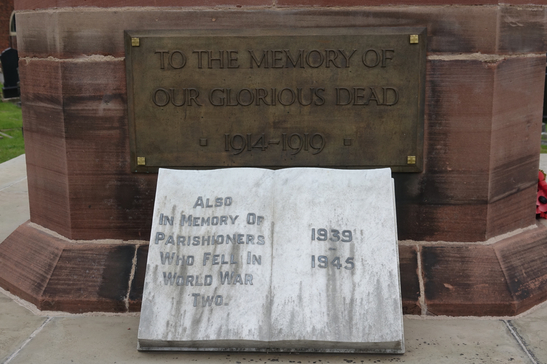 TO THE MEMORY OF
OUR GLORIOUS DEAD
1914-1919
ALSO
IN MEMORY OF
PARISHIONERS
WHO FELL IN
WORLD WAR
TWO.
1939
-
1945